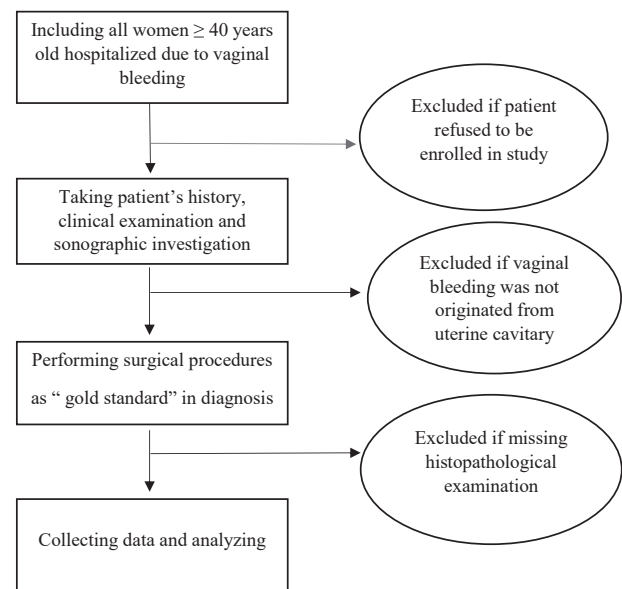 Including all women ≥ 40 years
old hospitalized due to vaginal
bleeding
Excluded if patient
refused to be
enrolled in study
Taking patient’s history,
clinical examination and
sonographic investigation
Excluded if vaginal
bleeding was not
originated from
uterine cavitary
Performing surgical procedures
as “ gold standard” in diagnosis
Excluded if missing
histopathological
examination
Collecting data and analyzing